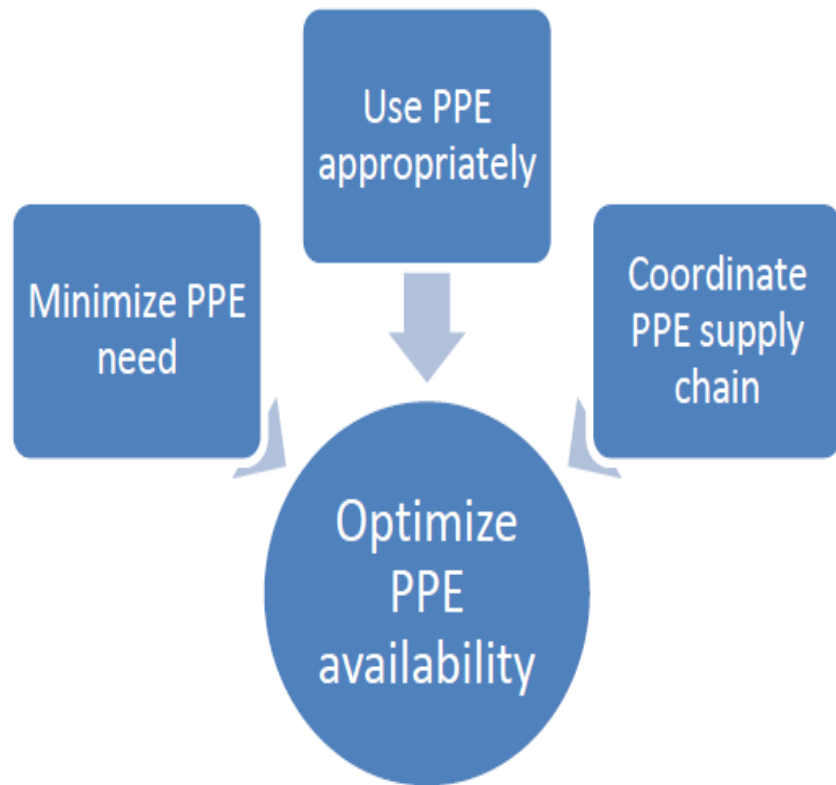 Use PPE
appropriately
Minimize PPE
need
Coordinate
PPE supply
chain
Optimize
PPE
availability